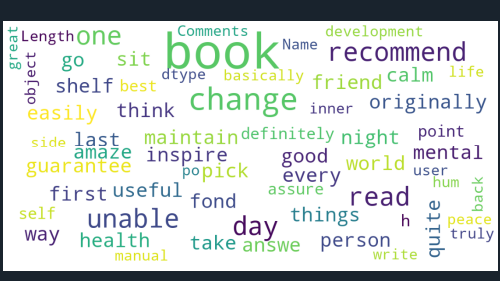 great
Length
one
Comments
development
book
Name
recommend
object
go
sit
dtype
basically
calm
life
shelf
best
friend
change
originally
easily
think
inner
side
last
maintain
definitely
night
point
amaze
inspire
good
mental
guarantee
po
pick
every
world
user
first
useful
fond
assure
read
hum
back
self
unable
day
things
h
quite
peace
way
health
take
answe
person
truly
manual
write